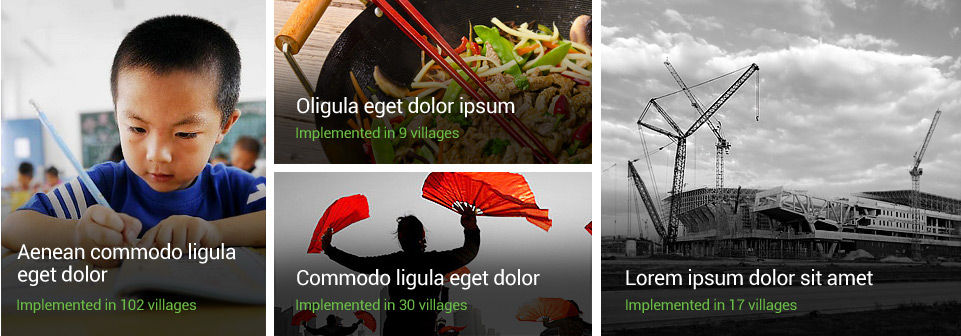 Aenean commodo ligula
eget dolor
Implemented in 102 villages
Oligula eget dolor ipsum
Implemented in 9 villages
Commodo ligula eget dolor
Implemented in 30 villages
Lorem ipsum dolor sit amet
Implemented in 17 villages